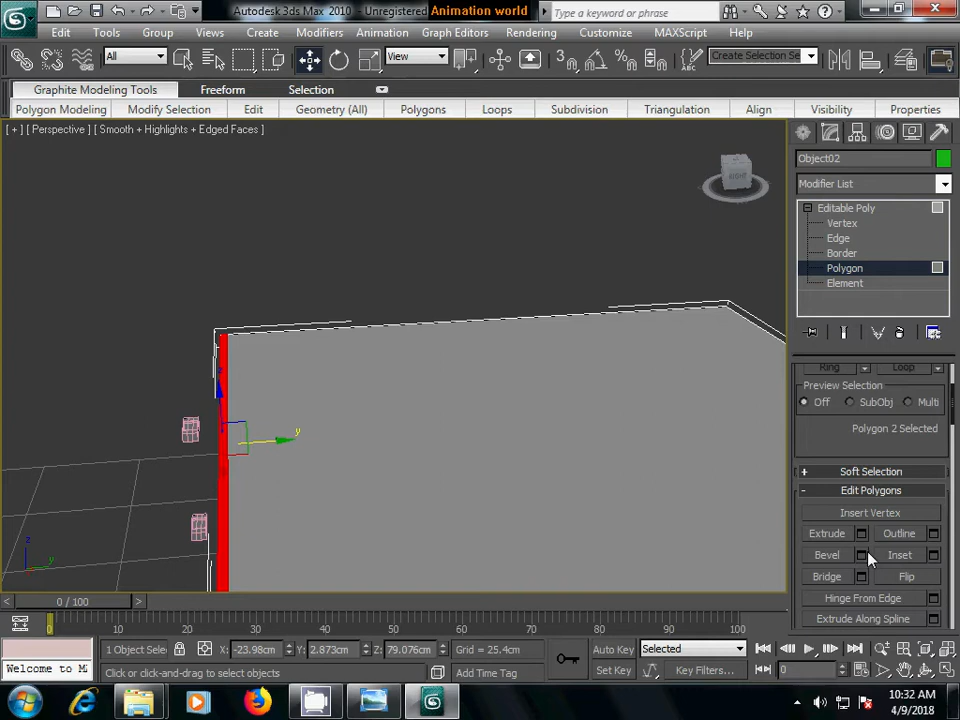 Autodesk 3ds Max 2010 - Unregistered Animation world
Type a keyword or phrase
Edit Tools Group Views Create Modifiers Animation Graph Editors Rendering Customize MAXScript Help
All View Create Selection Se
Graphite Modeling Tools Freeform Selection
Polygon Modeling Modify Selection Edit Geometry (All) Polygons Loops Subdivision Triangulation Align Visibility Properties
[ + ] [ Perspective ] [ Smooth + Highlights + Edged Faces ]
RIGHT
Object02
Modifier List
Editable Poly
Vertex
Edge
Border
Polygon
Element
Ring Loop
Preview Selection
Off SubObj Multi
Polygon 2 Selected
+ Soft Selection
- Edit Polygons
Insert Vertex
Extrude Outline
Bevel Inset
Bridge Flip
Hinge From Edge
Extrude Along Spline
y
z
y
< 0 / 100 >
0 10 20 30 40 50 60 70 80 90 100
1 Object Sele X: -23.98cm Y: 2.873cm Z: 79.076cm Grid = 25.4cm Auto Key Selected
Welcome to M Click or click-and-drag to select objects Add Time Tag Set Key Key Filters... 0
10:32 AM
4/9/2018